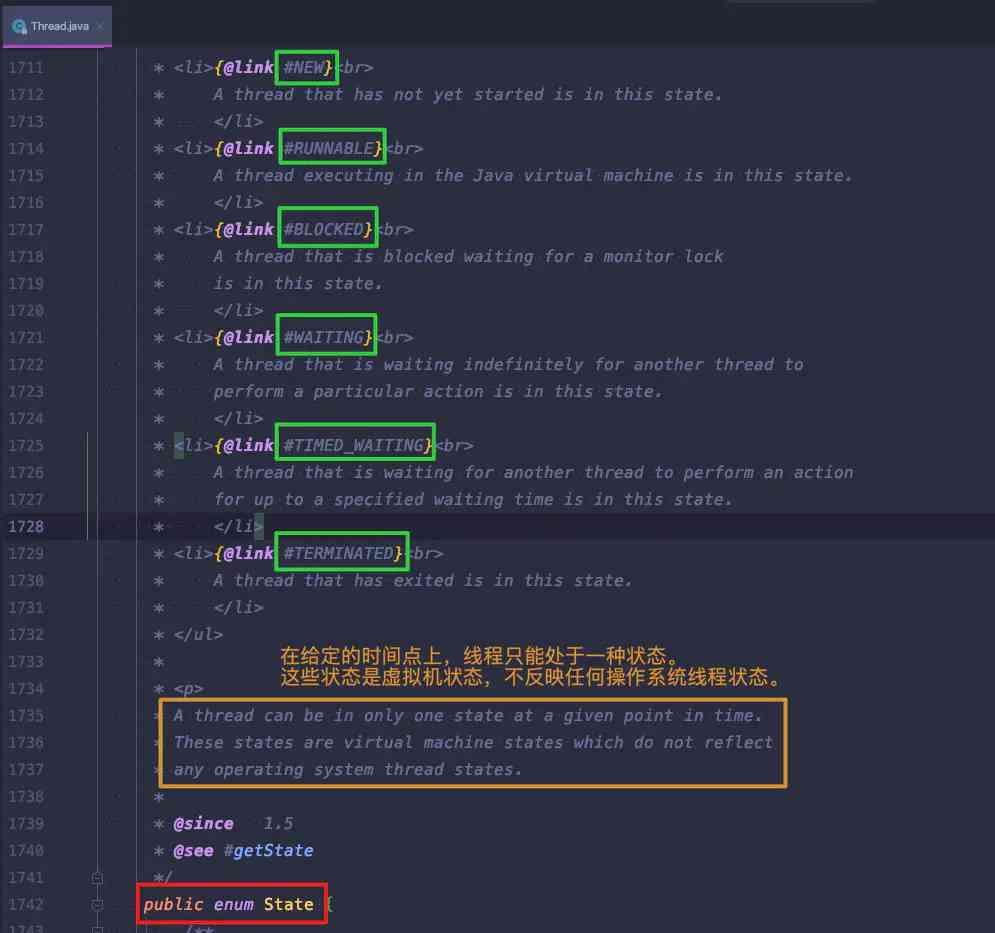 Thread.java ×
1711 * <li>{@link #NEW}<br>
1712 * A thread that has not yet started is in this state.
1713 * </li>
1714 * <li>{@link #RUNNABLE}<br>
1715 * A thread executing in the Java virtual machine is in this state.
1716 * </li>
1717 * <li>{@link #BLOCKED}<br>
1718 * A thread that is blocked waiting for a monitor lock
1719 * is in this state.
1720 * </li>
1721 * <li>{@link #WAITING}<br>
1722 * A thread that is waiting indefinitely for another thread to
1723 * perform a particular action is in this state.
1724 * </li>
1725 * <li>{@link #TIMED_WAITING}<br>
1726 * A thread that is waiting for another thread to perform an action
1727 * for up to a specified waiting time is in this state.
1728 * </li>
1729 * <li>{@link #TERMINATED}<br>
1730 * A thread that has exited is in this state.
1731 * </li>
1732 * </ul>
1733 *
在给定的时间点上，线程只能处于一种状态。
这些状态是虚拟机状态，不反映任何操作系统线程状态。
1734 * <p>
1735 * A thread can be in only one state at a given point in time.
1736 * These states are virtual machine states which do not reflect
1737 * any operating system thread states.
1738 *
1739 * @since 1.5
1740 * @see #getState
1741 */
1742 public enum State {
1743 /**